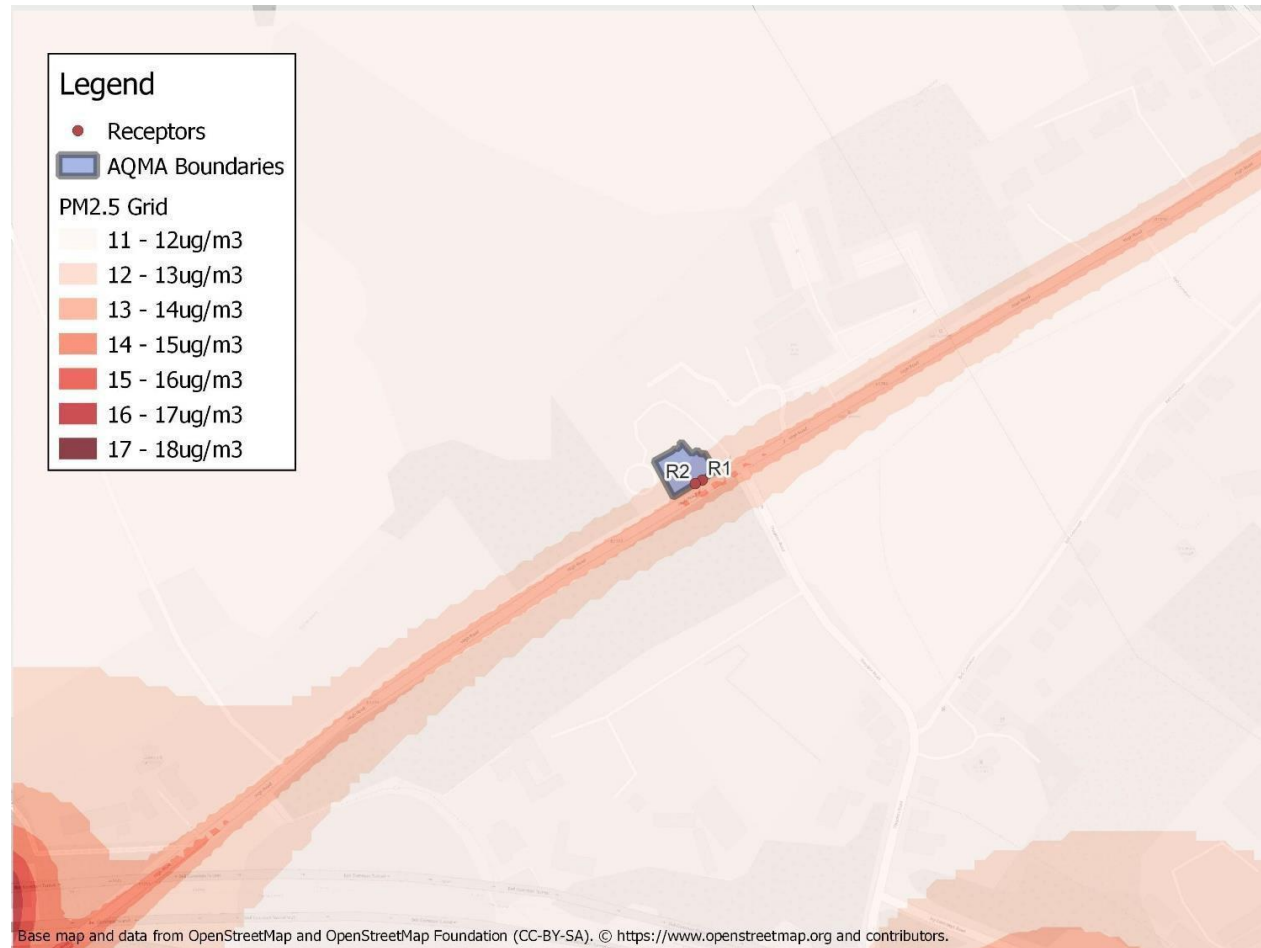 Legend
Receptors
AQMA Boundaries
PM2.5 Grid
11 - 12ug/m3
12 - 13ug/m3
13 - 14ug/m3
14 - 15ug/m3
15 - 16ug/m3
16 - 17ug/m3
17 - 18ug/m3
R2 R1
Base map and data from OpenStreetMap and OpenStreetMap Foundation (CC-BY-SA). © https://www.openstreetmap.org and contributors.